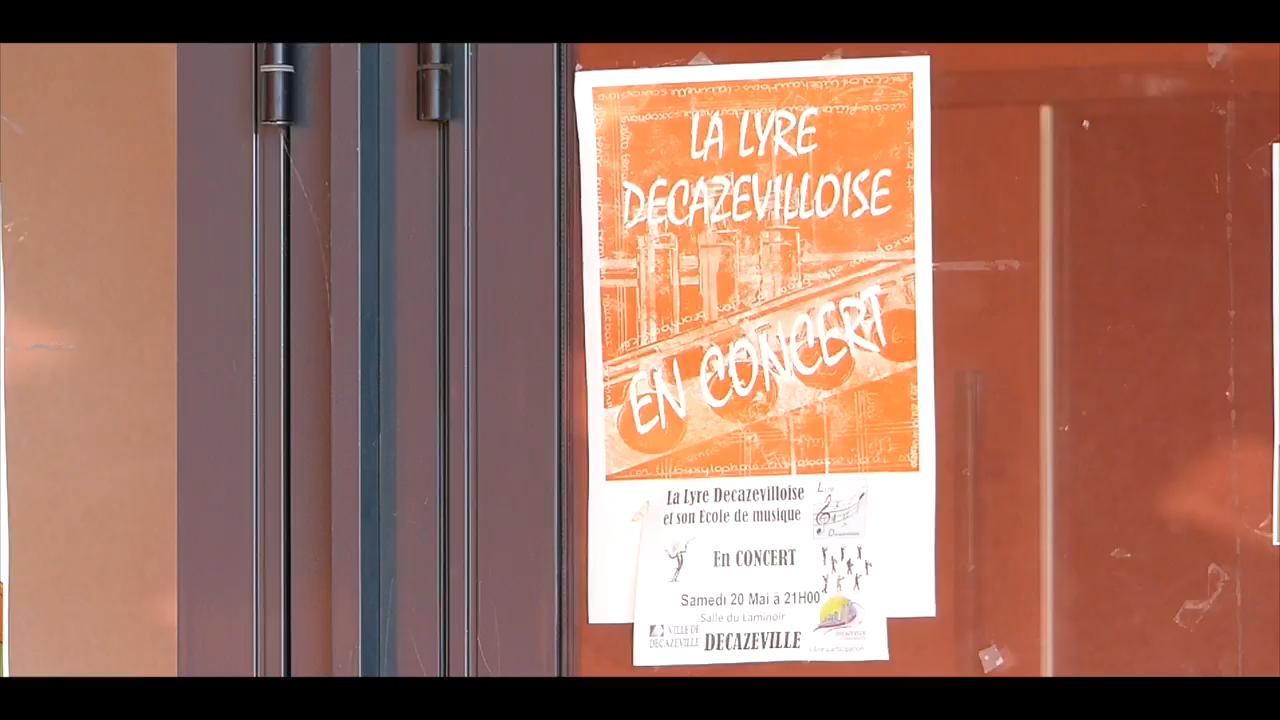 LA LYRE
DECAZEVILLOISE
EN CONCERT
La Lyre Decazevilloise
et son Ecole de musique
Lyre
En CONCERT
Samedi 20 Mai à 21H00
Salle du Laminoir
VILLE DE
DECAZEVILLE
DECAZEVILLE